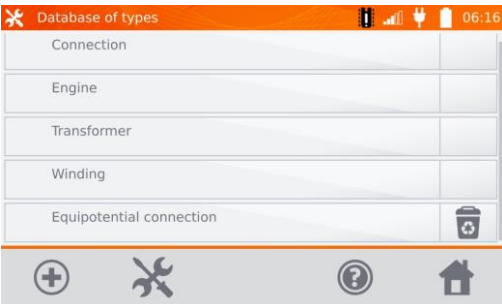 Database of types
06:16
Connection
Engine
Transformer
Winding
Equipotential connection